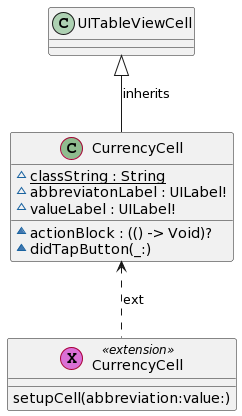 C UITableViewCell
inherits
C CurrencyCell
~ classString : String
~ abbreviatonLabel : UILabel!
~ valueLabel : UILabel!
~ actionBlock : (() -> Void)?
~ didTapButton(_:)
ext
X «extension»
CurrencyCell
setupCell(abbreviation:value:)